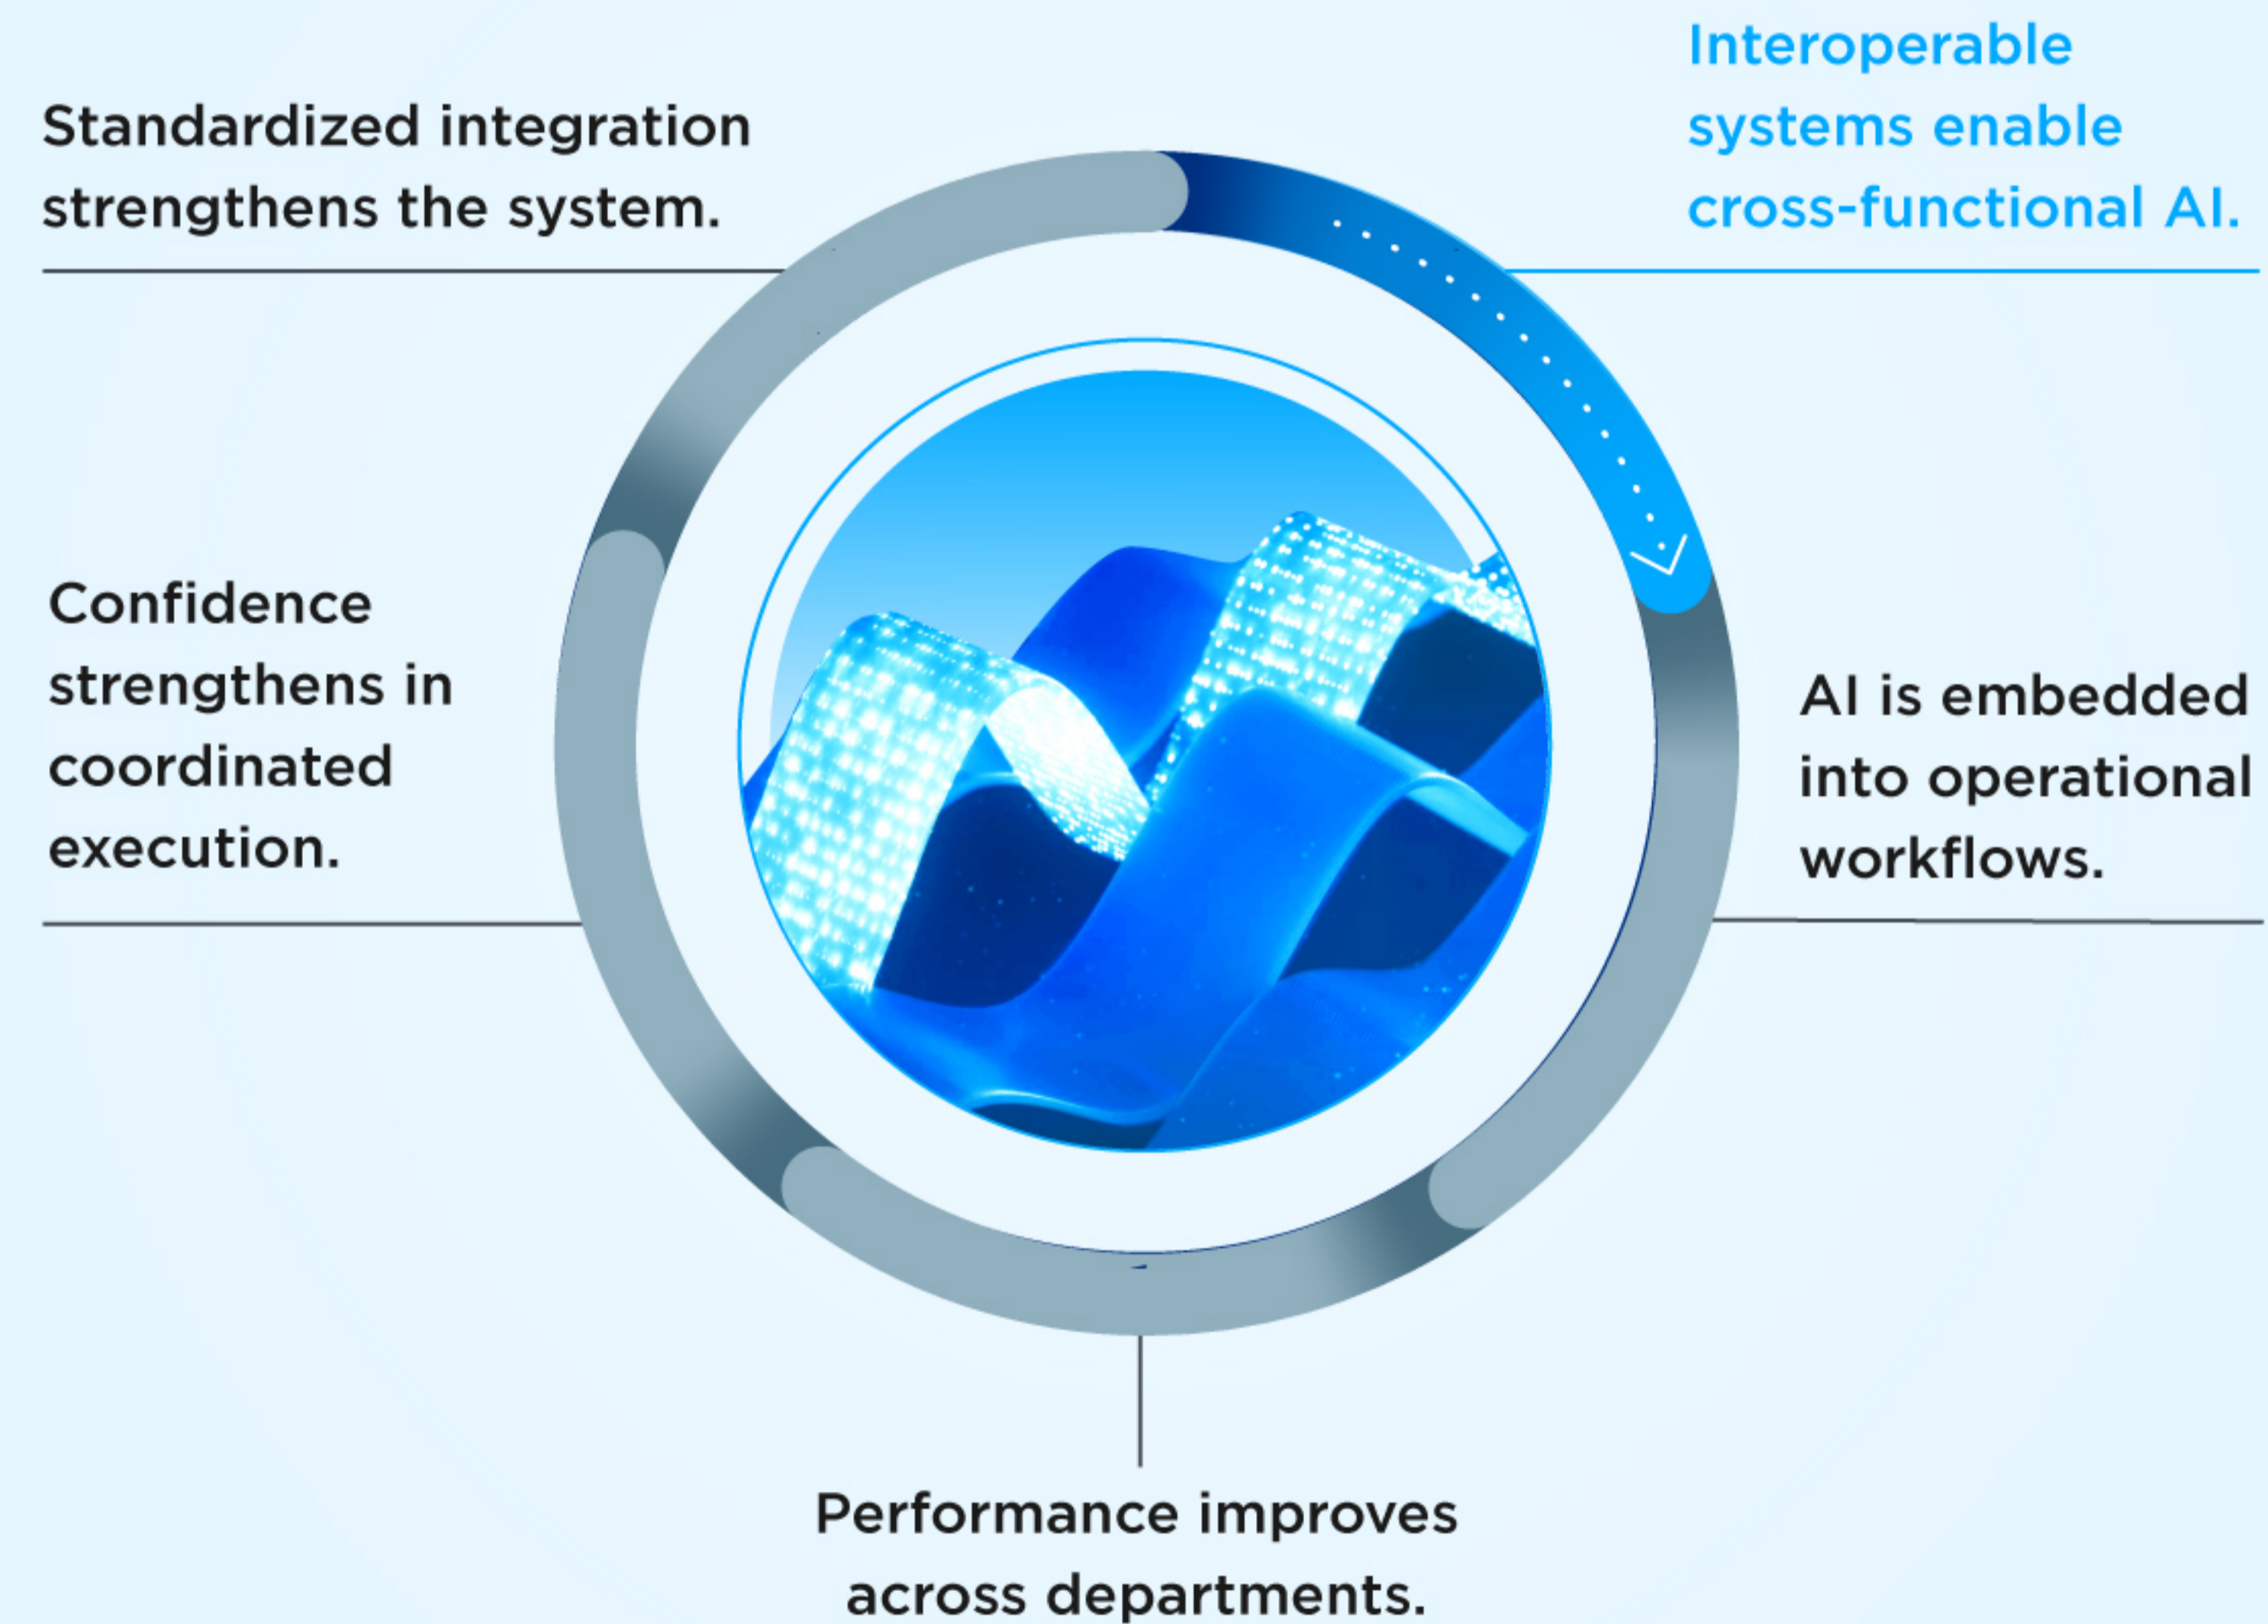 Interoperable
systems enable
cross-functional AI.
Standardized integration
strengthens the system.
Confidence
strengthens in
coordinated
execution.
AI is embedded
into operational
workflows.
Performance improves
across departments.